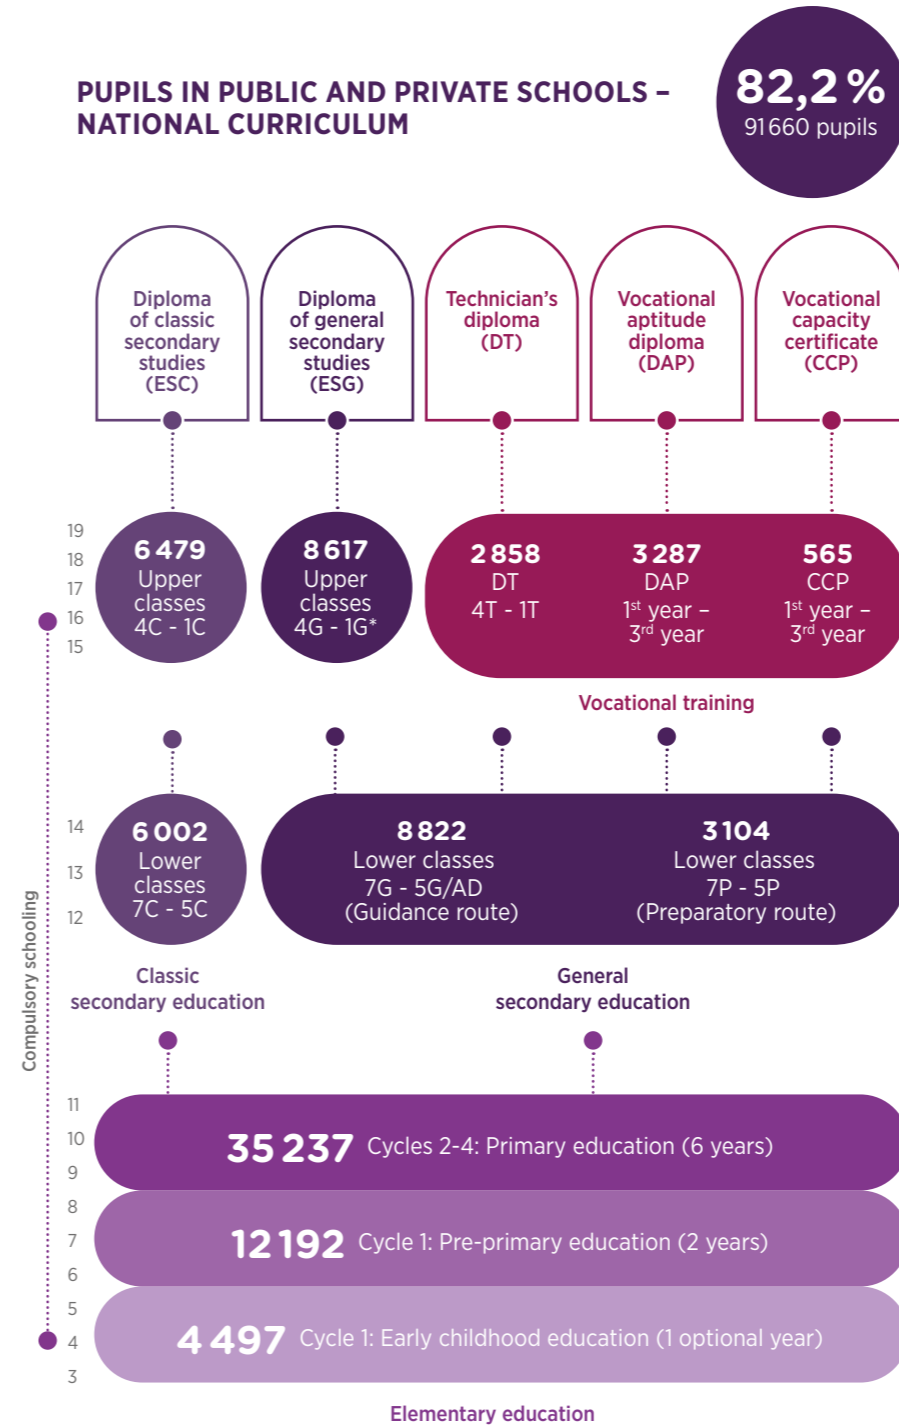 PUPILS IN PUBLIC AND PRIVATE SCHOOLS –
NATIONAL CURRICULUM
82,2 %
91 660 pupils
Diploma
of classic
secondary
studies
(ESC)
Diploma
of general
secondary
studies
(ESG)
Technician's
diploma
(DT)
Vocational
aptitude
diploma
(DAP)
Vocational
capacity
certificate
(CCP)
19
18
17
16
15
6 479
Upper
classes
4C - 1C
8 617
Upper
classes
4G - 1G*
2 858
DT
4T - 1T
3 287
DAP
1st year –
3rd year
565
CCP
1st year –
3rd year
Vocational training
14
13
12
6 002
Lower
classes
7C - 5C
8 822
Lower classes
7G - 5G/AD
(Guidance route)
3 104
Lower classes
7P - 5P
(Preparatory route)
Compulsory schooling
Classic
secondary education
General
secondary education
11
10
9
8
7
6
5
4
3
35 237 Cycles 2-4: Primary education (6 years)
12 192 Cycle 1: Pre-primary education (2 years)
4 497 Cycle 1: Early childhood education (1 optional year)
Elementary education